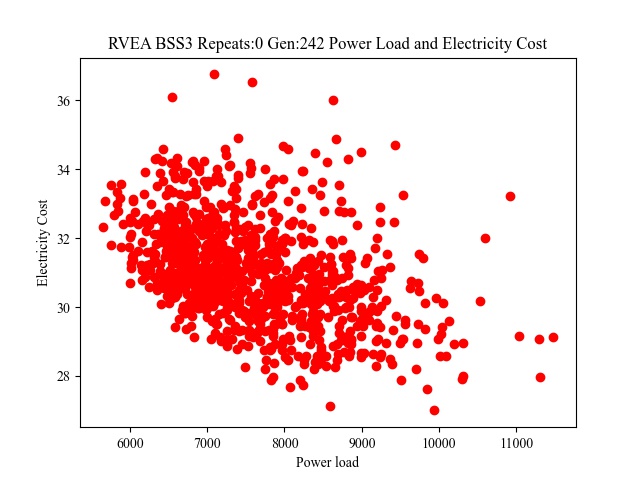 RVEA BSS3 Repeats:0 Gen:242 Power Load and Electricity Cost
36
34
32
30
28
Electricity Cost
6000 7000 8000 9000 10000 11000
Power load